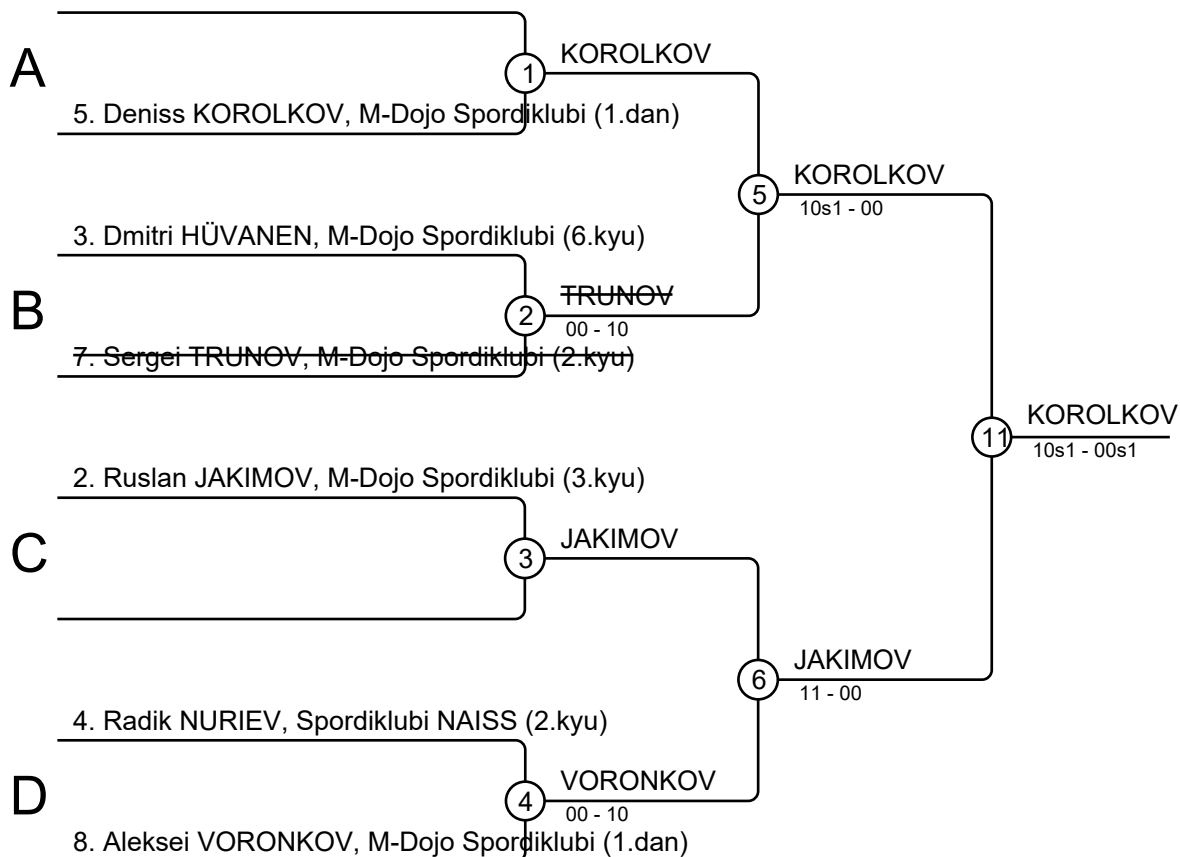 A
1
KOROLKOV
5. Deniss KOROLKOV, M-Dojo Spordiklubi (1.dan)
5
KOROLKOV
10s1 - 00
3. Dmitri HÜVANEN, M-Dojo Spordiklubi (6.kyu)
B
2
TRUNOV
00 - 10
7. Sergei TRUNOV, M-Dojo Spordiklubi (2.kyu)
11
KOROLKOV
10s1 - 00s1
2. Ruslan JAKIMOV, M-Dojo Spordiklubi (3.kyu)
C
3
JAKIMOV
6
JAKIMOV
11 - 00
4. Radik NURIEV, Spordiklubi NAISS (2.kyu)
D
4
VORONKOV
00 - 10
8. Aleksei VORONKOV, M-Dojo Spordiklubi (1.dan)